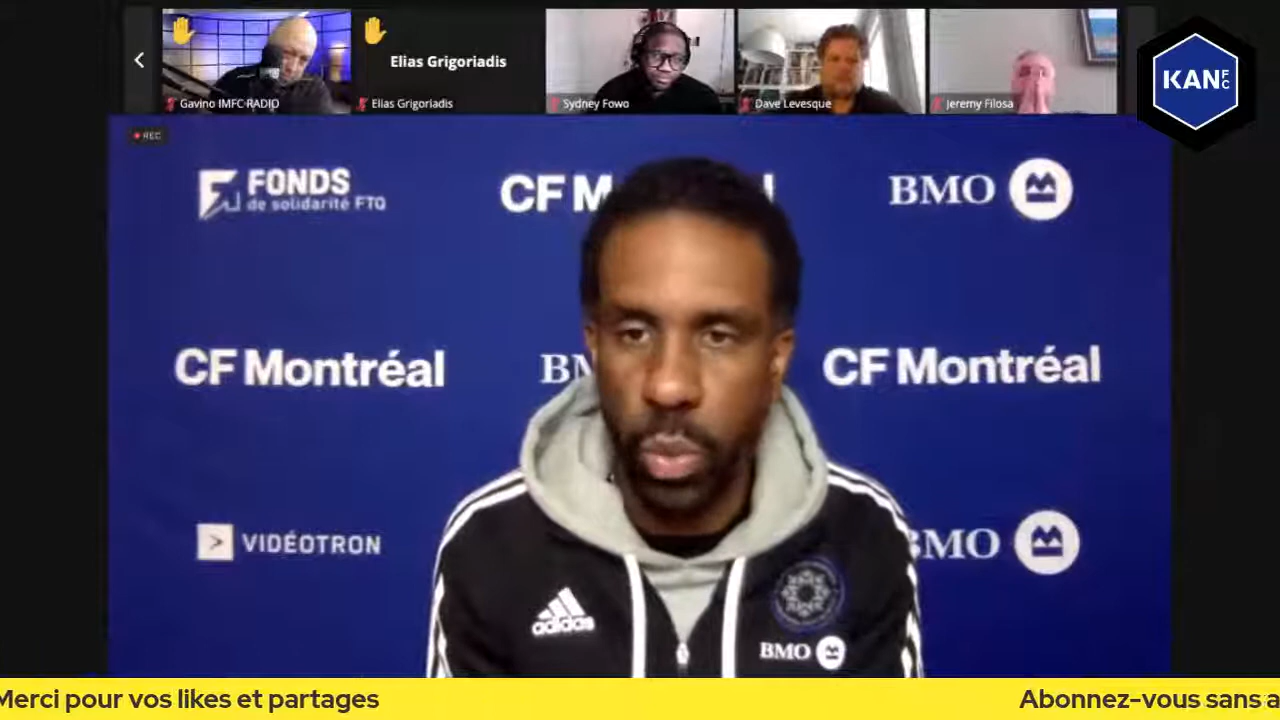 Elias Grigoriadis
Gavino IMFC-RADIO
Elias Grigoriadis
Sydney Fowo
Dave Levesque
Jeremy Filosa
KAN FC
REC
FONDS
de solidarité FTQ
CF M
l
BMO
CF Montréal
BM
CF Montréal
VIDÉOTRON
BMO
adidas
BMO
Merci pour vos likes et partages
Abonnez-vous sans a